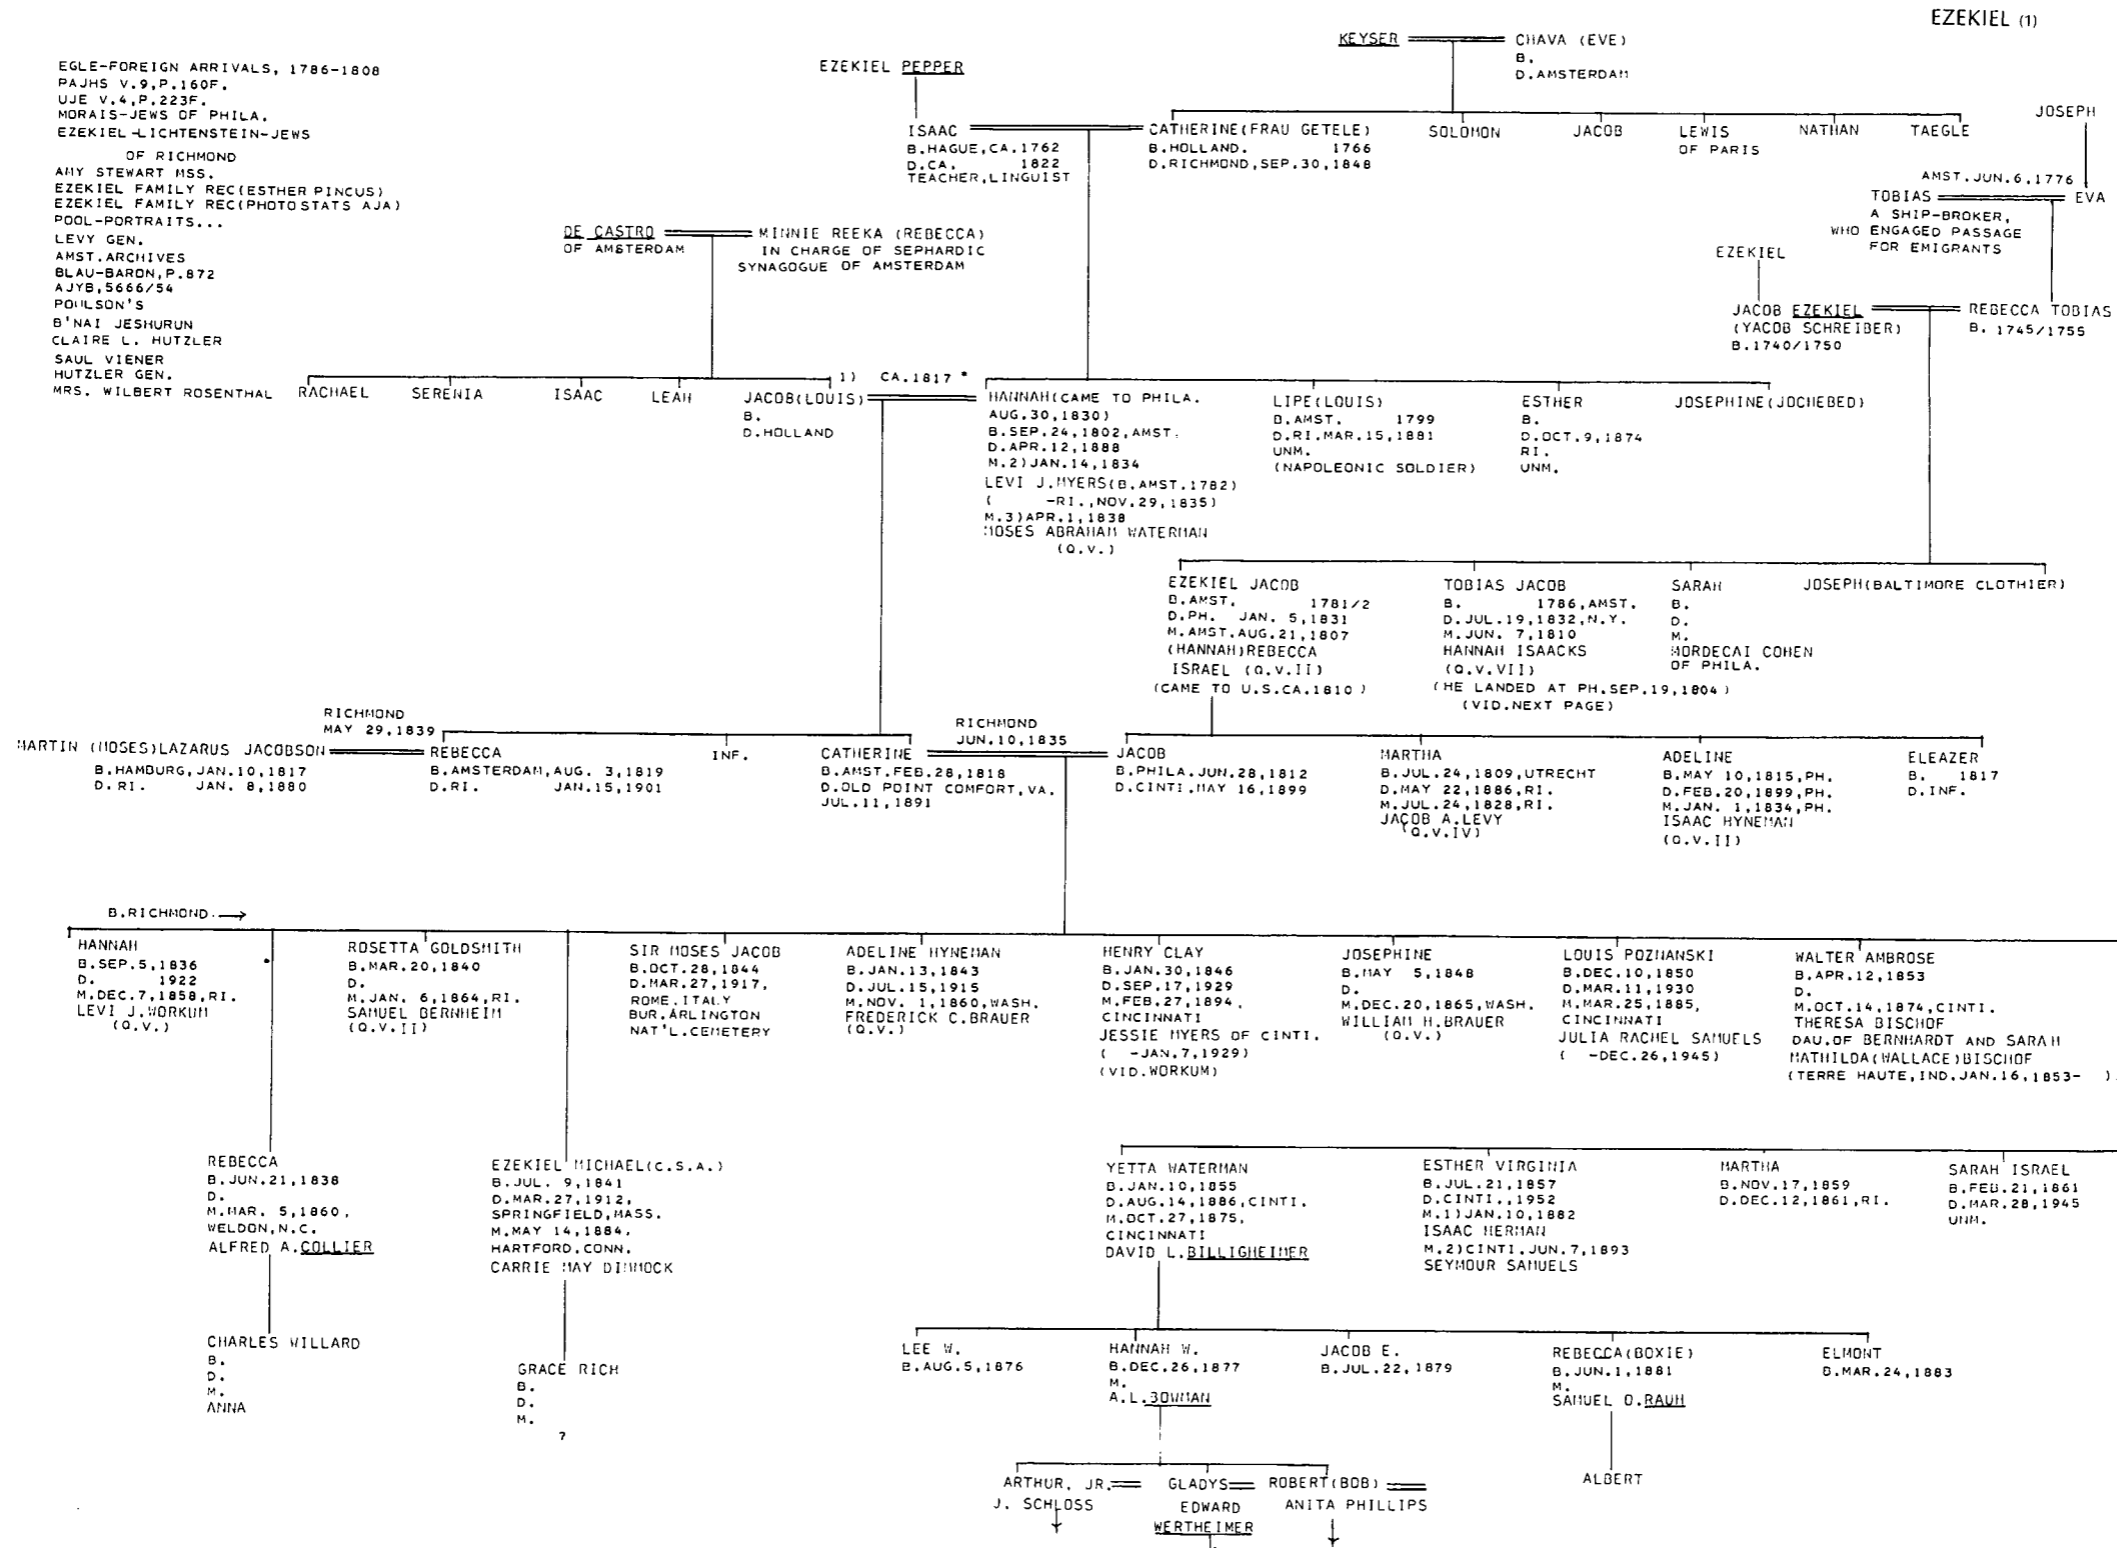 EZEKIEL (1)
EGLE-FOREIGN ARRIVALS, 1786-1808
PAJHS V.9,P.160F.
UJE V.4,P.223F.
MORAIS-JEWS OF PHILA.
EZEKIEL-LICHTENSTEIN-JEWS
OF RICHMOND
AMY STEWART MSS.
EZEKIEL FAMILY REC(ESTHER PINCUS)
EZEKIEL FAMILY REC(PHOTOSTATS AJA)
POOL-PORTRAITS...
LEVY GEN.
AMST.ARCHIVES
BLAU-BARON,P.872
AJYB,5666/54
POULSON'S
B'NAI JESHURUN
CLAIRE L. HUTZLER
SAUL VIENER
HUTZLER GEN.
MRS. WILBERT ROSENTHAL
KEYSER
CHAVA (EVE)
B.
D.AMSTERDAM
EZEKIEL PEPPER
ISAAC
B.HAGUE,CA.1762
D.CA. 1822
TEACHER,LINGUIST
CATHERINE(FRAU GETELE)
B.HOLLAND. 1766
D.RICHMOND,SEP.30,1848
SOLOMON
JACOB
LEWIS
OF PARIS
NATHAN
TAEGLE
JOSEPH
AMST.JUN.6,1776
TOBIAS
A SHIP-BROKER,
WHO ENGAGED PASSAGE
FOR EMIGRANTS
EVA
DE CASTRO
OF AMSTERDAM
MINNIE REEKA (REBECCA)
IN CHARGE OF SEPHARDIC
SYNAGOGUE OF AMSTERDAM
EZEKIEL
JACOB EZEKIEL
(YACOB SCHREIBER)
B.1740/1750
REBECCA TOBIAS
B. 1745/1755
RACHAEL
SERENIA
ISAAC
LEAH
JACOB(LOUIS)
B.
D.HOLLAND
1) CA.1817 *
HANNAH(CAME TO PHILA.
AUG.30,1830)
B.SEP.24,1802,AMST.
D.APR.12,1888
M.2)JAN.14,1834
LEVI J.MYERS(B.AMST.1782)
( -RI.,NOV.29,1835)
M.3)APR.1,1838
MOSES ABRAHAM WATERMAN
(Q.V.)
LIPE(LOUIS)
B.AMST. 1799
D.RI.MAR.15,1881
UNM.
(NAPOLEONIC SOLDIER)
ESTHER
B.
D.OCT.9,1874
RI.
UNM.
JOSEPHINE(JOCHEBED)
EZEKIEL JACOB
B.AMST. 1781/2
D.PH. JAN. 5,1831
M.AMST.AUG.21,1807
(HANNAH)REBECCA
ISRAEL (Q.V.II)
(CAME TO U.S.CA.1810)
TOBIAS JACOB
B. 1786,AMST.
D.JUL.19,1832,N.Y.
M.JUN. 7,1810
HANNAH ISAACKS
(Q.V.VII)
(HE LANDED AT PH.SEP.19,1804)
(VID.NEXT PAGE)
SARAH
B.
D.
M.
MORDECAI COHEN
OF PHILA.
JOSEPH(BALTIMORE CLOTHIER)
RICHMOND
MAY 29,1839
MARTIN (MOSES)LAZARUS JACOBSON
B.HAMBURG,JAN.10,1817
D.RI. JAN. 8,1880
REBECCA
B.AMSTERDAM,AUG. 3,1819
D.RI. JAN.15,1901
INF.
CATHERINE
B.AMST.FEB.28,1818
D.OLD POINT COMFORT,VA.
JUL.11,1891
RICHMOND
JUN.10,1835
JACOB
B.PHILA.JUN.28,1812
D.CINTI.MAY 16,1899
MARTHA
B.JUL.24,1809,UTRECHT
D.MAY 22,1886,RI.
M.JUL.24,1828,RI.
JACOB A.LEVY
(Q.V.IV)
ADELINE
B.MAY 10,1815,PH.
D.FEB.20,1899,PH.
M.JAN. 1,1834,PH.
ISAAC HYNEMAN
(Q.V.II)
ELEAZER
B. 1817
D.INF.
B.RICHMOND.→
HANNAH
B.SEP.5,1836
D. 1922
M.DEC.7,1858,RI.
LEVI J.WORKUM
(Q.V.)
ROSETTA GOLDSMITH
B.MAR.20,1840
D.
M.JAN. 6,1864,RI.
SAMUEL BERNHEIM
(Q.V.II)
SIR MOSES JACOB
B.OCT.28,1844
D.MAR.27,1917,
ROME.ITALY
BUR.ARLINGTON
NAT'L.CEMETERY
ADELINE HYNEMAN
B.JAN.13,1843
D.JUL.15,1915
M.NOV. 1,1860,WASH.
FREDERICK C.BRAUER
(Q.V.)
HENRY CLAY
B.JAN.30,1846
D.SEP.17,1929
M.FEB.27,1894,
CINCINNATI
JESSIE MYERS OF CINTI.
( -JAN.7,1929)
(VID.WORKUM)
JOSEPHINE
B.MAY 5,1848
D.
M.DEC.20,1865,WASH.
WILLIAM H.BRAUER
(Q.V.)
LOUIS POZNANSKI
B.DEC.10,1850
D.MAR.11,1930
M.MAR.25,1885,
CINCINNATI
JULIA RACHEL SAMUELS
( -DEC.26,1945)
WALTER AMBROSE
B.APR.12,1853
D.
M.OCT.14,1874,CINTI.
THERESA BISCHOF
DAU.OF BERNHARDT AND SARAH
MATHILDA(WALLACE)BISCHOF
(TERRE HAUTE,IND.JAN.16,1853- ).
REBECCA
B.JUN.21,1838
D.
M.MAR. 5,1860,
WELDON,N.C.
ALFRED A.COLLIER
EZEKIEL MICHAEL(C.S.A.)
B.JUL. 9,1841
D.MAR.27,1912,
SPRINGFIELD,MASS.
M.MAY 14,1884,
HARTFORD.CONN.
CARRIE MAY DIMMOCK
YETTA WATERMAN
B.JAN.10,1855
D.AUG.14,1886,CINTI.
M.OCT.27,1875,
CINCINNATI
DAVID L.BILLIGHEIMER
ESTHER VIRGINIA
B.JUL.21,1857
D.CINTI.,1952
M.1)JAN.10,1882
ISAAC HERMAN
M.2)CINTI.JUN.7,1893
SEYMOUR SAMUELS
MARTHA
B.NOV.17,1859
D.DEC.12,1861,RI.
SARAH ISRAEL
B.FEB.21,1861
D.MAR.28,1945
UNM.
CHARLES WILLARD
B.
D.
M.
ANNA
GRACE RICH
B.
D.
M.
?
LEE W.
B.AUG.5,1876
HANNAH W.
B.DEC.26,1877
M.
A.L.BOWMAN
JACOB E.
B.JUL.22,1879
REBECCA(BOXIE)
B.JUN.1,1881
M.
SAMUEL O.RAUH
ELMONT
B.MAR.24,1883
ARTHUR, JR.
J. SCHLOSS
GLADYS
EDWARD
WERTHEIMER
ROBERT(BOB)
ANITA PHILLIPS
ALBERT